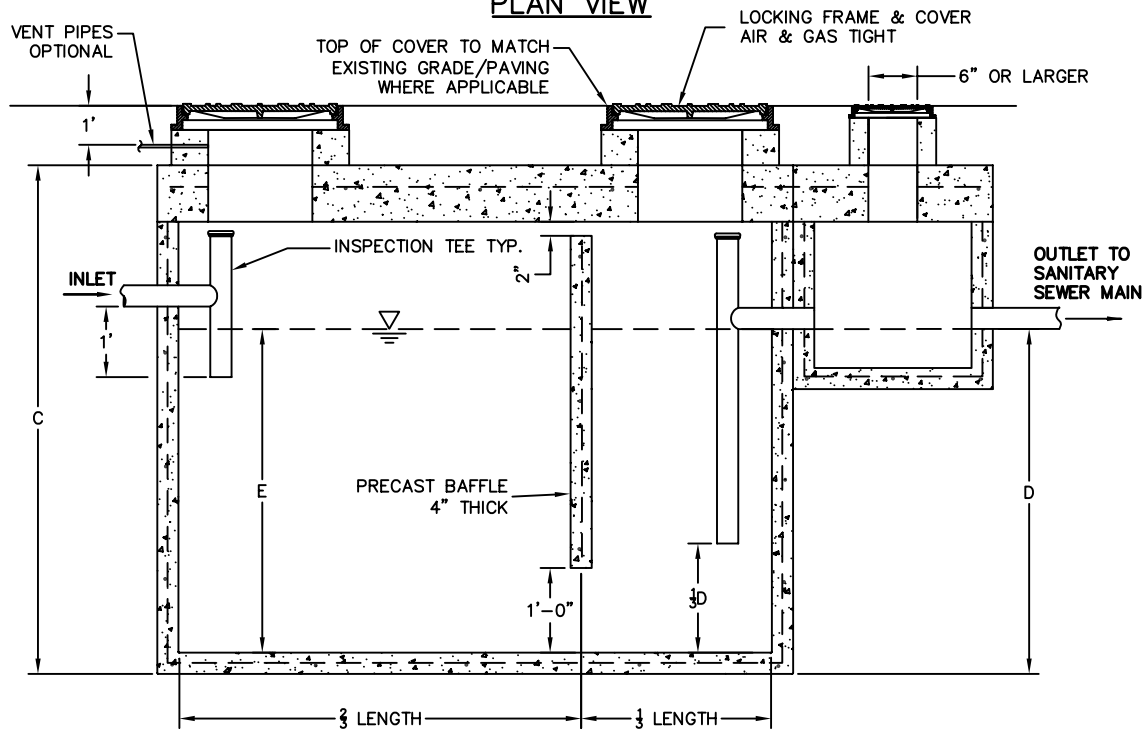 PLAN VIEW
VENT PIPES
OPTIONAL
TOP OF COVER TO MATCH
EXISTING GRADE/PAVING
WHERE APPLICABLE
LOCKING FRAME & COVER
AIR & GAS TIGHT
6" OR LARGER
1'
INSPECTION TEE TYP.
2"
INLET
OUTLET TO
SANITARY
SEWER MAIN
1'
C
E
PRECAST BAFFLE
4" THICK
D
1'-0"
1/3D
2/3 LENGTH
1/3 LENGTH